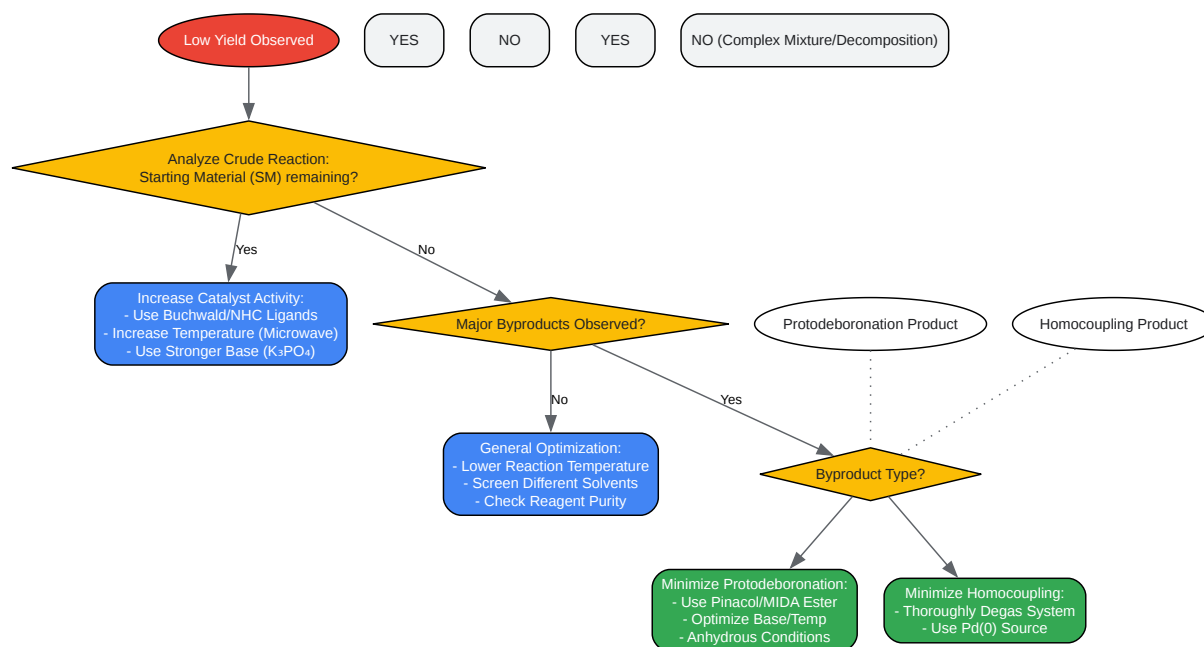 Low Yield Observed
YES
NO
YES
NO (Complex Mixture/Decomposition)
Analyze Crude Reaction:
Starting Material (SM) remaining?
Yes
No
Increase Catalyst Activity:
- Use Buchwald/NHC Ligands
- Increase Temperature (Microwave)
- Use Stronger Base (K₃PO₄)
Major Byproducts Observed?
Protodeboronation Product
Homocoupling Product
No
Yes
General Optimization:
- Lower Reaction Temperature
- Screen Different Solvents
- Check Reagent Purity
Byproduct Type?
Minimize Protodeboronation:
- Use Pinacol/MIDA Ester
- Optimize Base/Temp
- Anhydrous Conditions
Minimize Homocoupling:
- Thoroughly Degas System
- Use Pd(0) Source